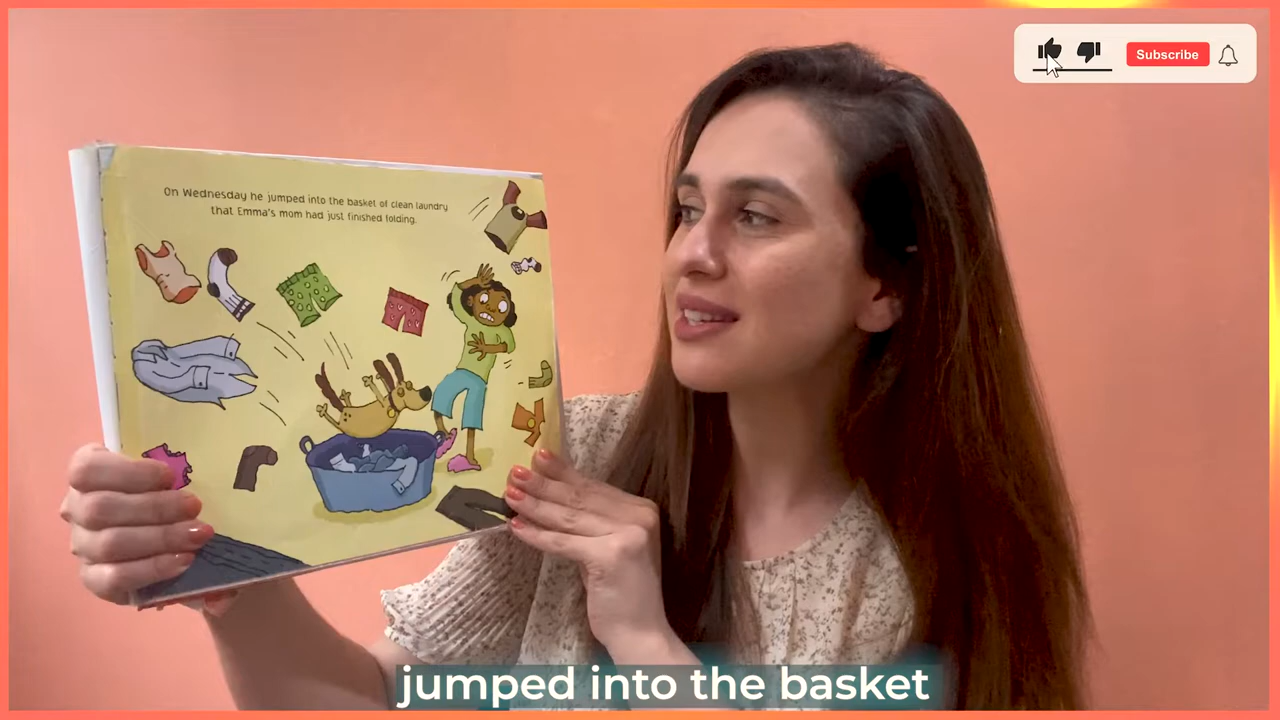 Subscribe
On Wednesday he jumped into the basket of clean laundry
that Emma's mom had just finished folding.
jumped into the basket